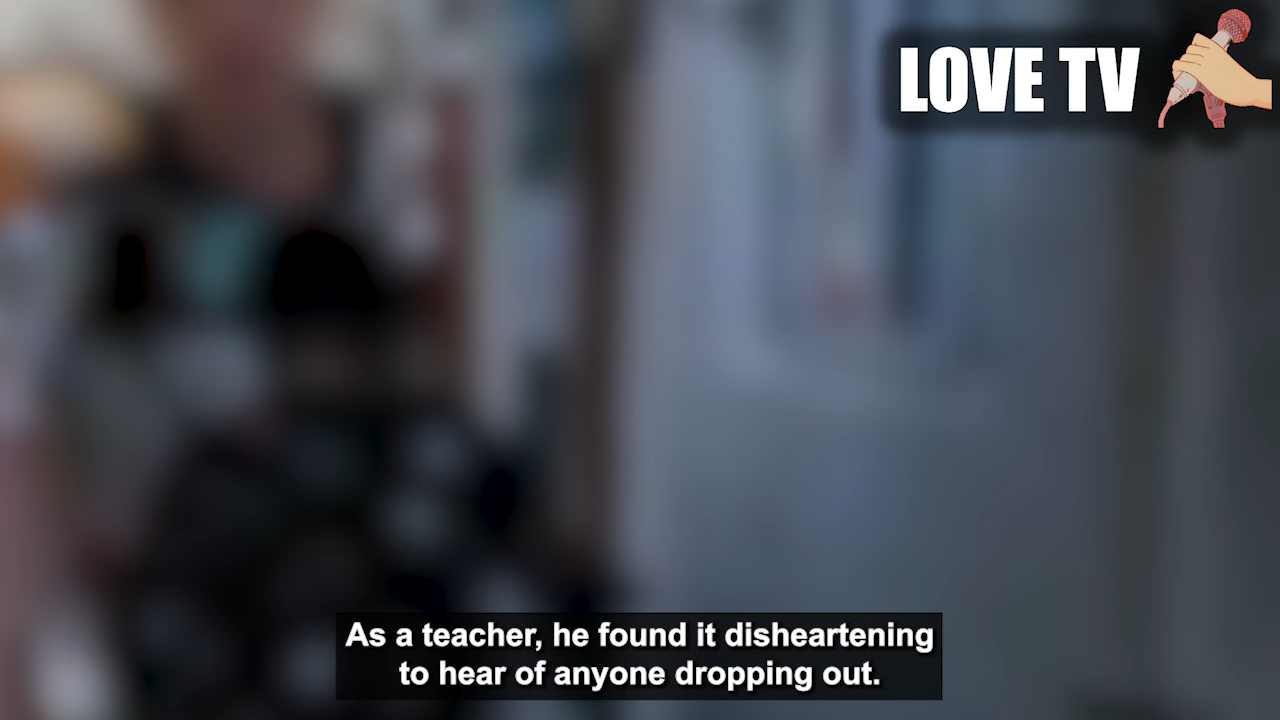 LOVE TV
As a teacher, he found it disheartening
to hear of anyone dropping out.